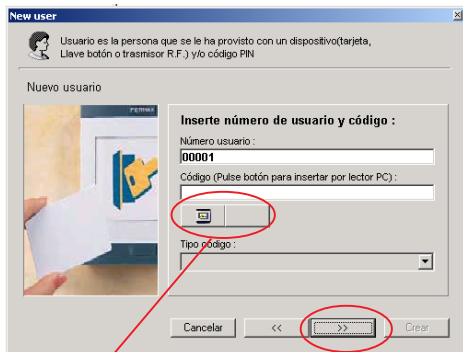 New user
Usuario es la persona que se le ha provisto con un dispositivo(tarjeta,
Llave botón o trasmisor R.F.) y/o código PIN
Nuevo usuario
FERMAX
Inserte número de usuario y código :
Número usuario :
00001
Código (Pulse botón para insertar por lector PC) :
Tipo código :
Cancelar
<<
>>
Crear